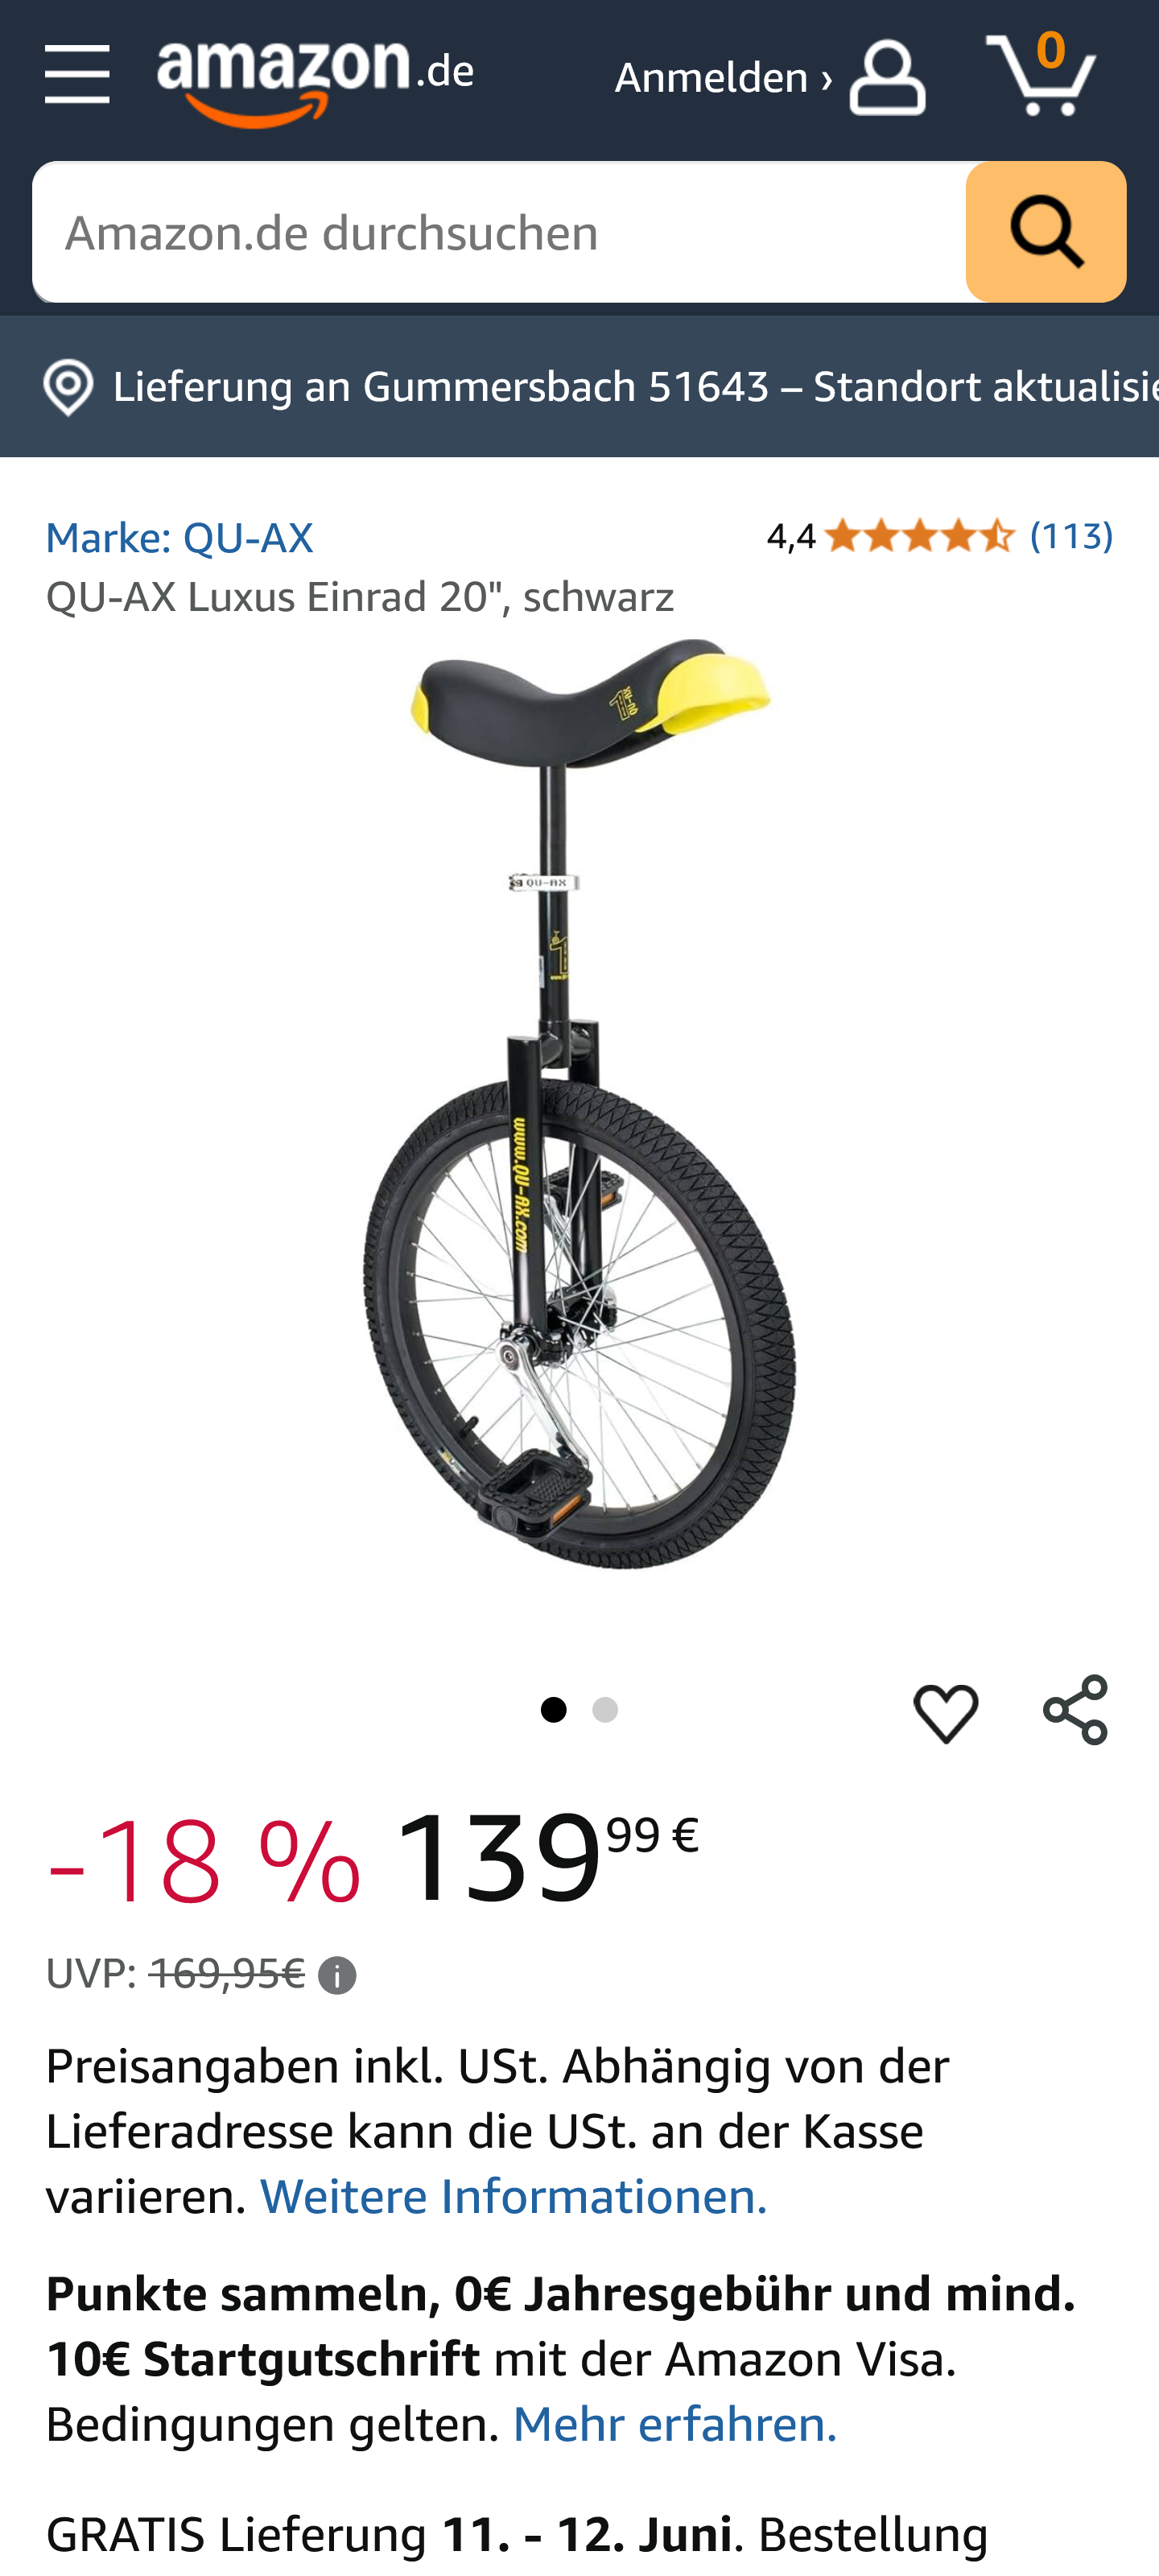 amazon.de
Anmelden ›
0
Amazon.de durchsuchen
Lieferung an Gummersbach 51643 – Standort
Marke: QU-AX
4,4 (113)
QU-AX Luxus Einrad 20", schwarz
QU-AX
www.QU-AX.com
-18 % 139 99 €
UVP: 169,95€
Preisangaben inkl. USt. Abhängig von der
Lieferadresse kann die USt. an der Kasse
variieren. Weitere Informationen.
Punkte sammeln, 0€ Jahresgebühr und mind.
10€ Startgutschrift mit der Amazon Visa.
Bedingungen gelten. Mehr erfahren.
GRATIS Lieferung 11. - 12. Juni. Bestellung